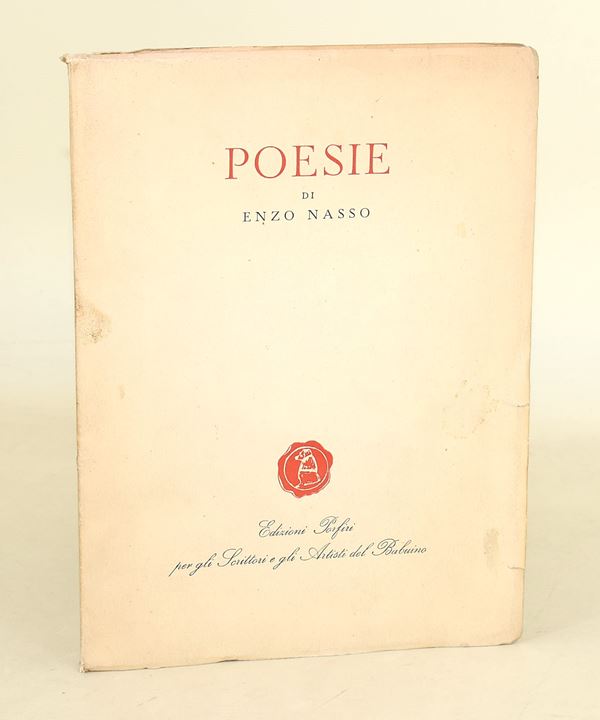 POESIE
DI
ENZO NASSO
Edizioni Porfiri
per gli Scrittori e gli Artisti del Babuino